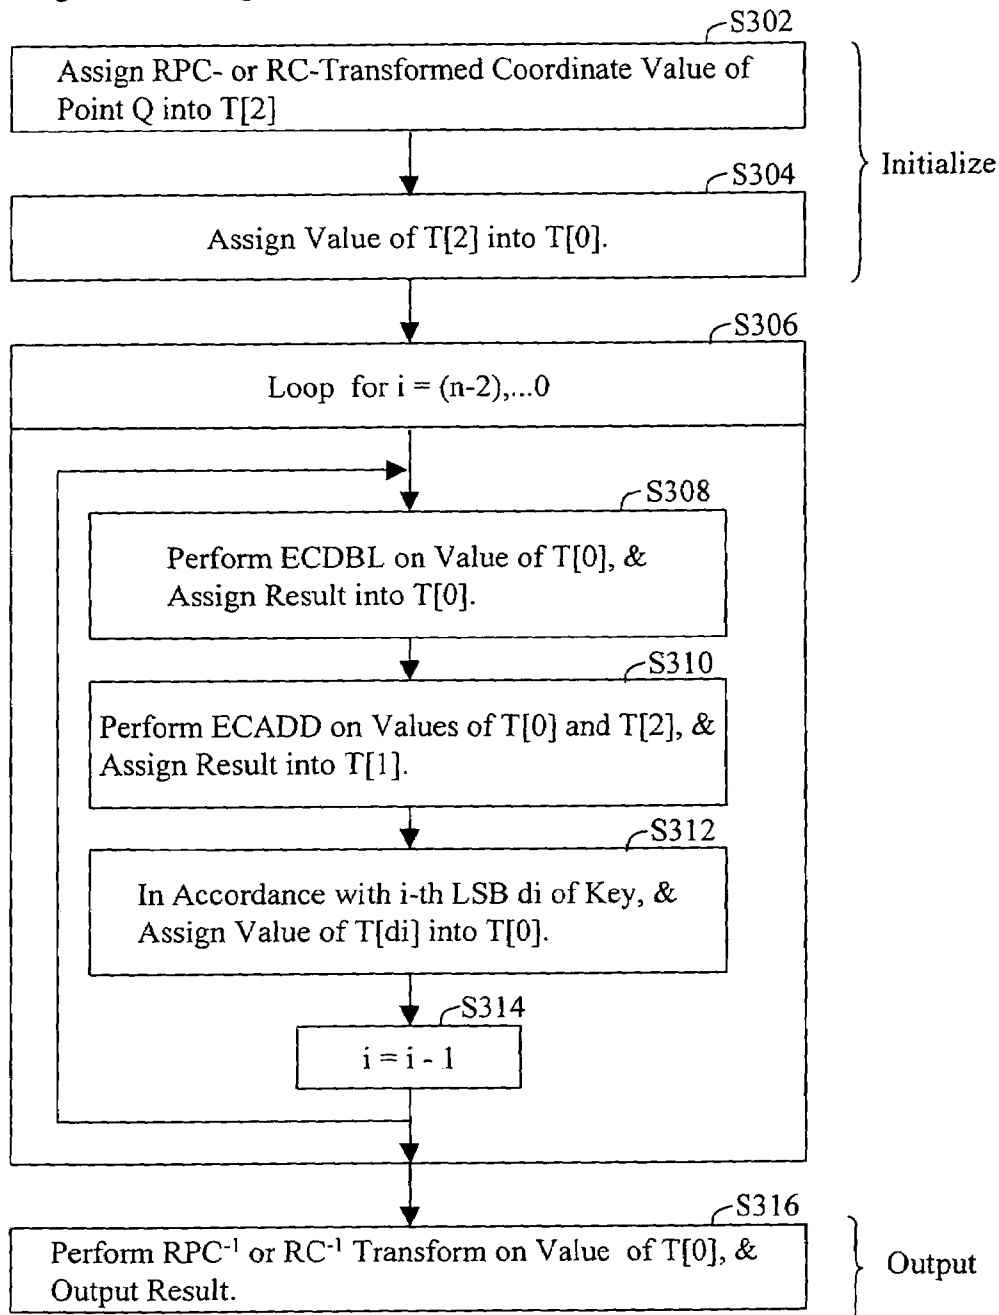 S302
Assign RPC- or RC-Transformed Coordinate Value of
Point Q into T[2]
Initialize
S304
Assign Value of T[2] into T[0].
S306
Loop for i = (n-2),...0
S308
Perform ECDBL on Value of T[0], &
Assign Result into T[0].
S310
Perform ECADD on Values of T[0] and T[2], &
Assign Result into T[1].
S312
In Accordance with i-th LSB di of Key, &
Assign Value of T[di] into T[0].
S314
i = i - 1
S316
Perform RPC⁻¹ or RC⁻¹ Transform on Value of T[0], &
Output Result.
Output